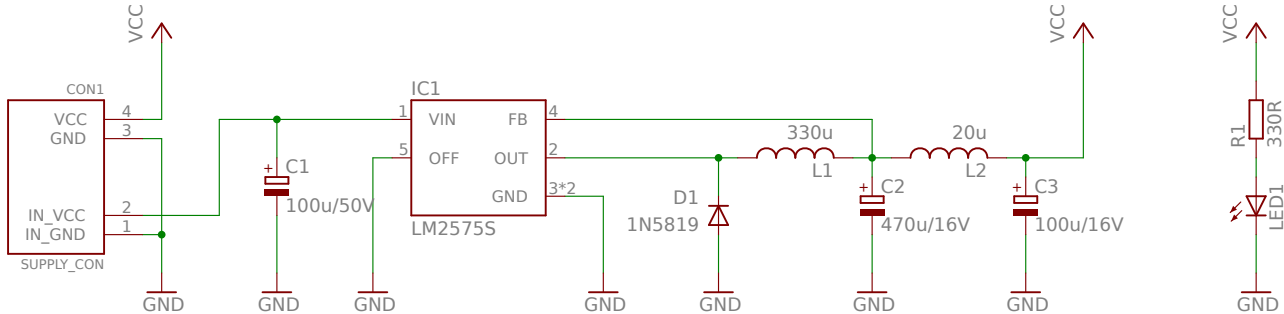 VCC
CON1
VCC 4
GND 3
IN_VCC 2
IN_GND 1
SUPPLY_CON
GND
+ C1
100u/50V
GND
GND
IC1
1 VIN FB 4
5 OFF OUT 2
GND 3*2
LM2575S
GND
D1
1N5819
GND
330u
L1
+ C2
470u/16V
GND
20u
L2
+ C3
100u/16V
GND
VCC
VCC
R1
330R
LED1
GND